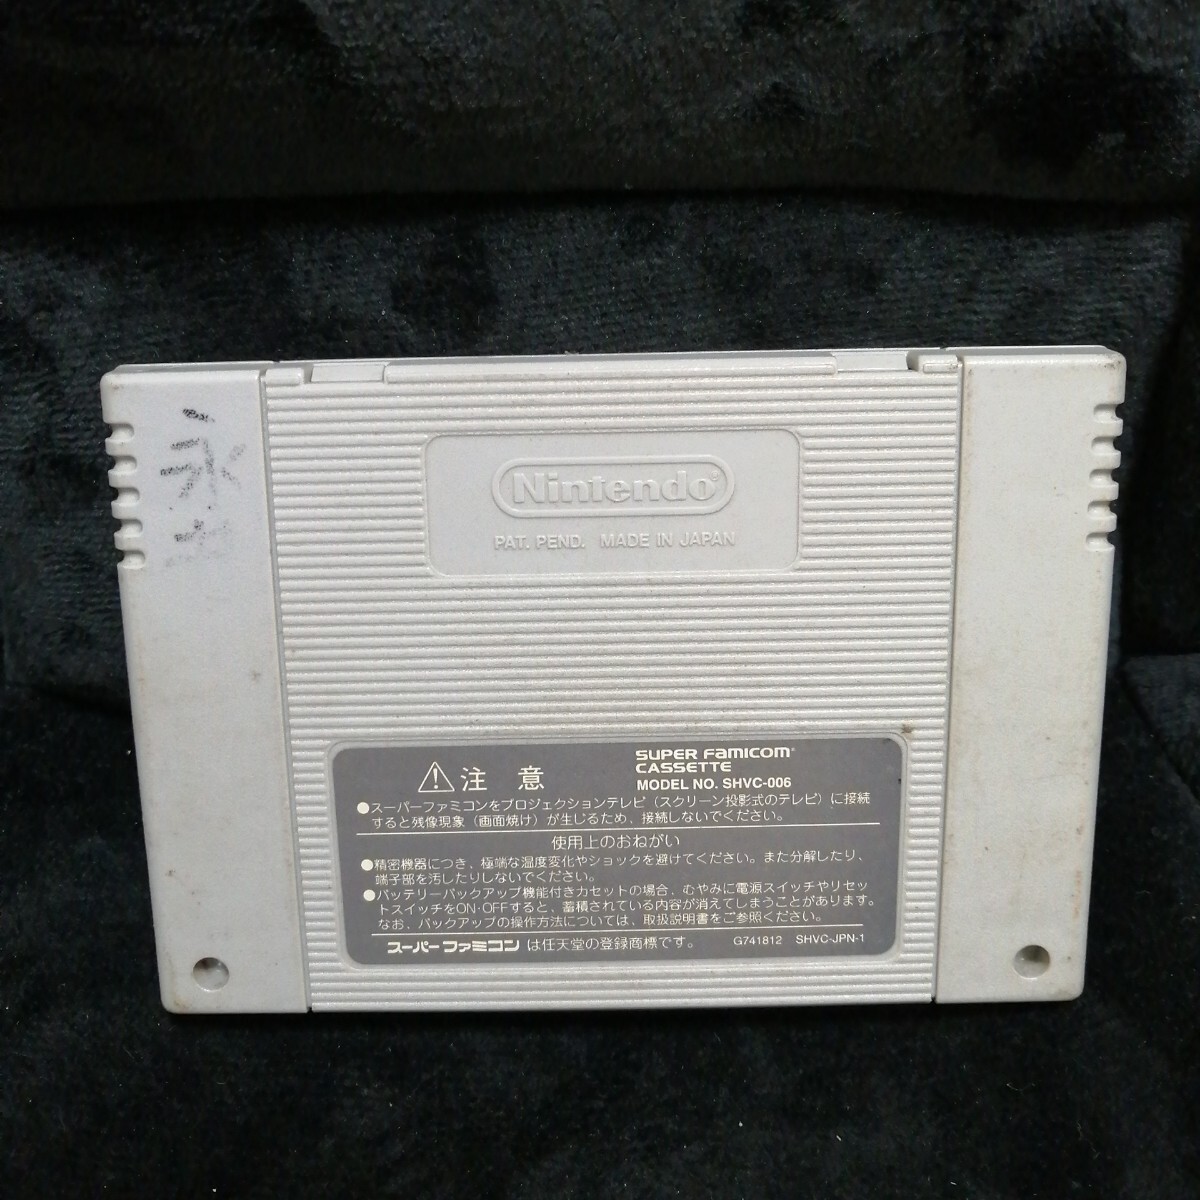 永
Nintendo
PAT. PEND. MADE IN JAPAN
⚠注意
SUPER FAMICOM
CASSETTE
MODEL NO. SHVC-006
●スーパーファミコンをプロジェクションテレビ（スクリーン投影式のテレビ）に接続
すると残像現象（画面焼け）が生じるため、接続しないでください。
使用上のおねがい
●精密機器につき、極端な温度変化やショックを避けてください。また分解したり、
端子部を汚したりしないでください。
●バッテリーバックアップ機能付きカセットの場合、むやみに電源スイッチやリセッ
トスイッチをON·OFFすると、蓄積されている内容が消えてしまうことがあります。
なお、バックアップの操作方法については、取扱説明書をご参照ください。
スーパーファミコンは任天堂の登録商標です。 G741812 SHVC-JPN-1